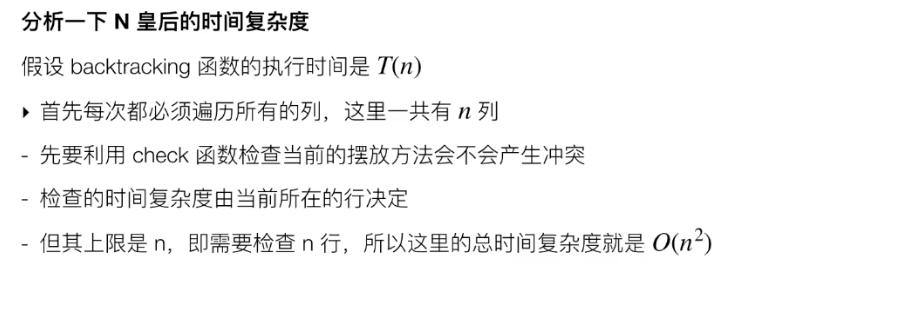 分析一下 N 皇后的时间复杂度
假设 backtracking 函数的执行时间是 T(n)
‣ 首先每次都必须遍历所有的列，这里一共有 n 列
- 先要利用 check 函数检查当前的摆放方法会不会产生冲突
- 检查的时间复杂度由当前所在的行决定
- 但其上限是 n，即需要检查 n 行，所以这里的总时间复杂度就是 O(n²)